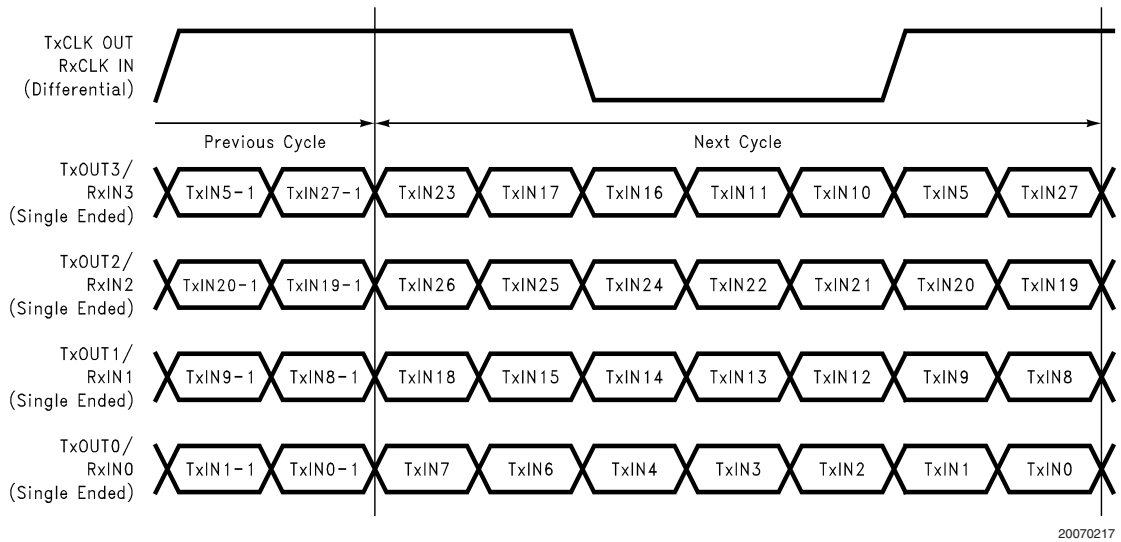 TxCLK OUT
RxCLK IN
(Differential)
Previous Cycle
Next Cycle
TxOUT3/
RxIN3
(Single Ended)
TxIN5-1 TxIN27-1 TxIN23 TxIN17 TxIN16 TxIN11 TxIN10 TxIN5 TxIN27
TxOUT2/
RxIN2
(Single Ended)
TxIN20-1 TxIN19-1 TxIN26 TxIN25 TxIN24 TxIN22 TxIN21 TxIN20 TxIN19
TxOUT1/
RxIN1
(Single Ended)
TxIN9-1 TxIN8-1 TxIN18 TxIN15 TxIN14 TxIN13 TxIN12 TxIN9 TxIN8
TxOUT0/
RxIN0
(Single Ended)
TxIN1-1 TxIN0-1 TxIN7 TxIN6 TxIN4 TxIN3 TxIN2 TxIN1 TxIN0
20070217